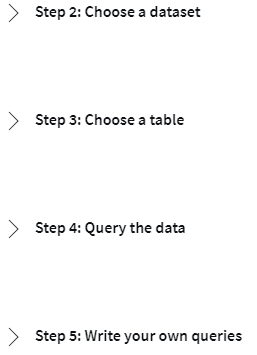 Step 2: Choose a dataset
Step 3: Choose a table
Step 4: Query the data
Step 5: Write your own queries